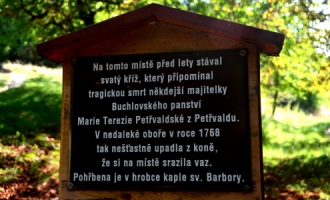 Na tomto místě před lety stával
svatý kříž, který připomínal
tragickou smrt někdejší majitelky
Buchlovského panství
Marie Terezie Petřvaldské z Petřvaldu.
V nedaleké oboře v roce 1768
tak nešťastně upadla z koně,
že si na místě srazila vaz.
Pohřbena je v hrobce kaple sv. Barbory.